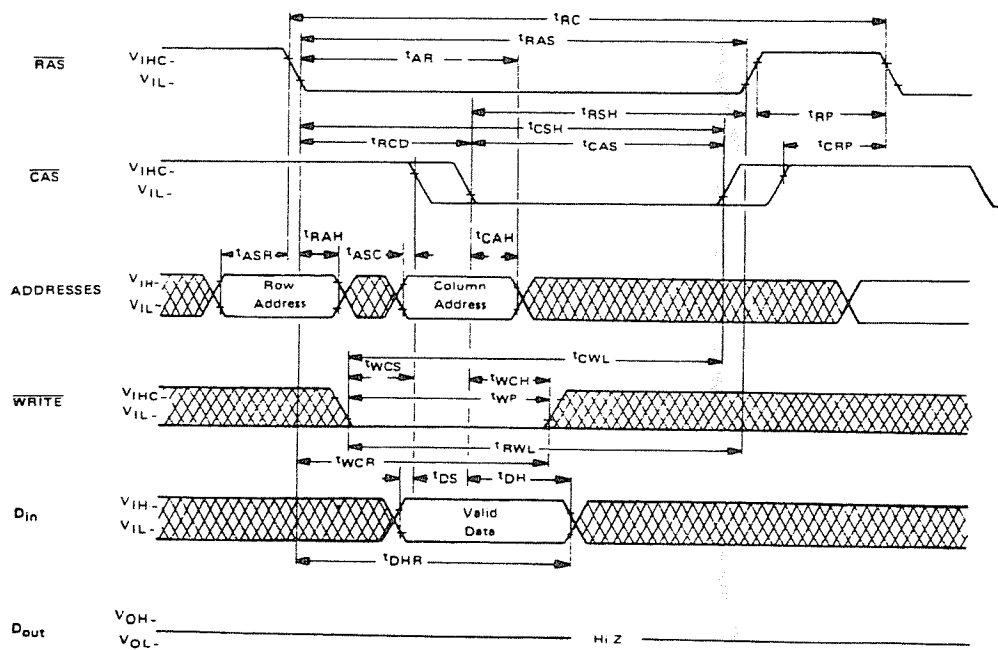 tRC
tRAS
tAR
RAS
VIHC-
VIL-
tRSH
tRP
tCSH
tRCD
tCAS
tCRP
CAS
VIHC-
VIL-
tRAH
tASR
tASC
tCAH
ADDRESSES
VIH-
VIL-
Row
Address
Column
Address
tCWL
tWCS
tWCH
tWP
WRITE
VIHC-
VIL-
tRWL
tWCR
tDS
tDH
Din
VIH-
VIL-
Valid
Data
tDHR
Dout
VOH-
VOL-
Hi Z